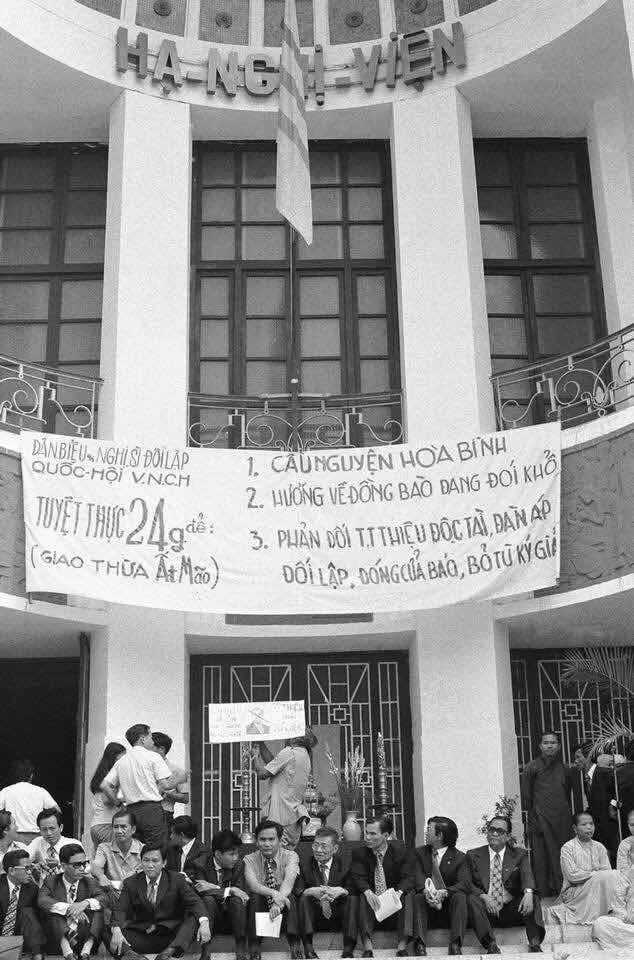 HẠ-NGHỊ-VIỆN
DÂN BIỂU VÀ NGHỊ SĨ ĐỐI LẬP
QUỐC-HỘI V.N.CH
TUYỆT THỰC 24g để:
(GIAO THỪA Ất Mão)
1. CẦU NGUYỆN HÒA BÌNH
2. HƯỚNG VỀ ĐỒNG BÀO ĐANG ĐÓI KHỔ
3. PHẢN ĐỐI T.T THIỆU ĐỘC TÀI, ĐÀN ÁP
ĐỐI LẬP, ĐÓNG CỬA BÁO, BỎ TÙ KÝ GIẢ